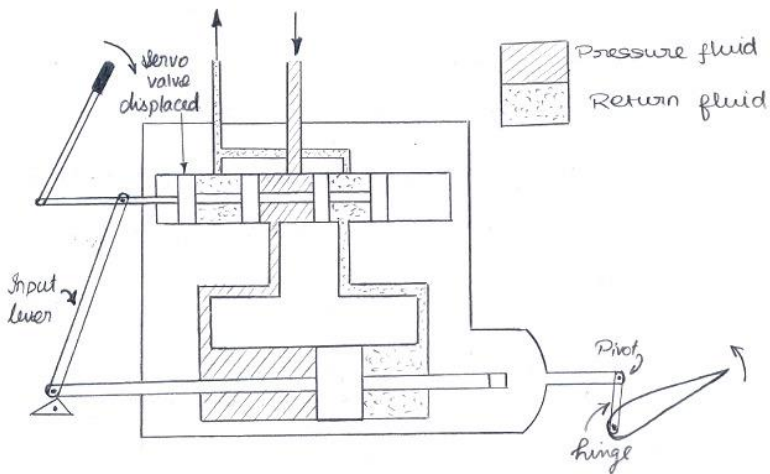 Servo
valve
displaced
Pressure fluid
Return fluid
Input
lever
Pivot
hinge